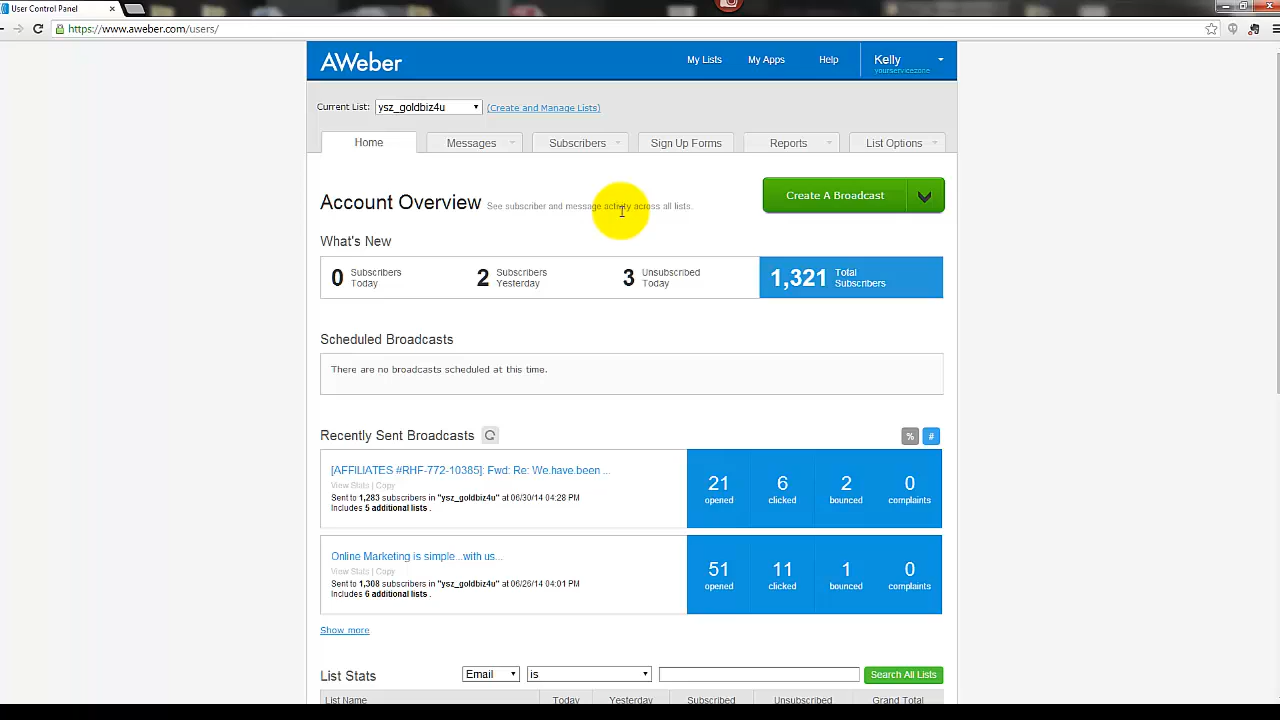 User Control Panel
https://www.aweber.com/users/
AWeber
My Lists
My Apps
Help
Kelly
yourservicezone
Current List:
ysz_goldbiz4u
(Create and Manage Lists)
Home
Messages
Subscribers
Sign Up Forms
Reports
List Options
Account Overview
See subscriber and message activity across all lists.
Create A Broadcast
What's New
0 Subscribers Today
2 Subscribers Yesterday
3 Unsubscribed Today
1,321 Total Subscribers
Scheduled Broadcasts
There are no broadcasts scheduled at this time.
Recently Sent Broadcasts
%
#
[AFFILIATES #RHF-772-10385]: Fwd: Re: We.have.been ...
View Stats | Copy
Sent to 1,283 subscribers in "ysz_goldbiz4u" at 06/30/14 04:28 PM
Includes 5 additional lists .
21 opened
6 clicked
2 bounced
0 complaints
Online Marketing is simple...with us...
View Stats | Copy
Sent to 1,308 subscribers in "ysz_goldbiz4u" at 06/26/14 04:01 PM
Includes 6 additional lists .
51 opened
11 clicked
1 bounced
0 complaints
Show more
List Stats
Email
is
Search All Lists
List Name
Today
Yesterday
Subscribed
Unsubscribed
Grand Total